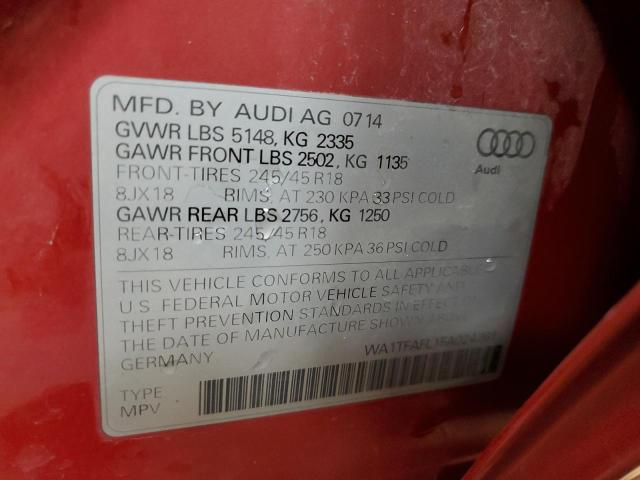 MFD. BY AUDI AG 0714
GVWR LBS 5148, KG 2335
GAWR FRONT LBS 2502, KG 1135
FRONT-TIRES 245/45 R18
8JX18 RIMS, AT 230 KPA 33 PSI COLD
GAWR REAR LBS 2756, KG 1250
REAR-TIRES 245/45 R18
8JX18 RIMS, AT 250 KPA 36 PSI COLD
Audi
THIS VEHICLE CONFORMS TO ALL APPLICABLE
U.S. FEDERAL MOTOR VEHICLE SAFETY AND
THEFT PREVENTION STANDARDS IN EFFECT ON
THE DATE OF MANUFACTURE SHOWN ABOVE
GERMANY
TYPE
MPV